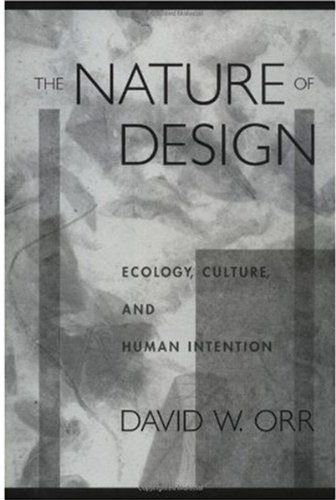 THE NATURE OF
DESIGN
ECOLOGY, CULTURE,
AND
HUMAN INTENTION
DAVID W. ORR